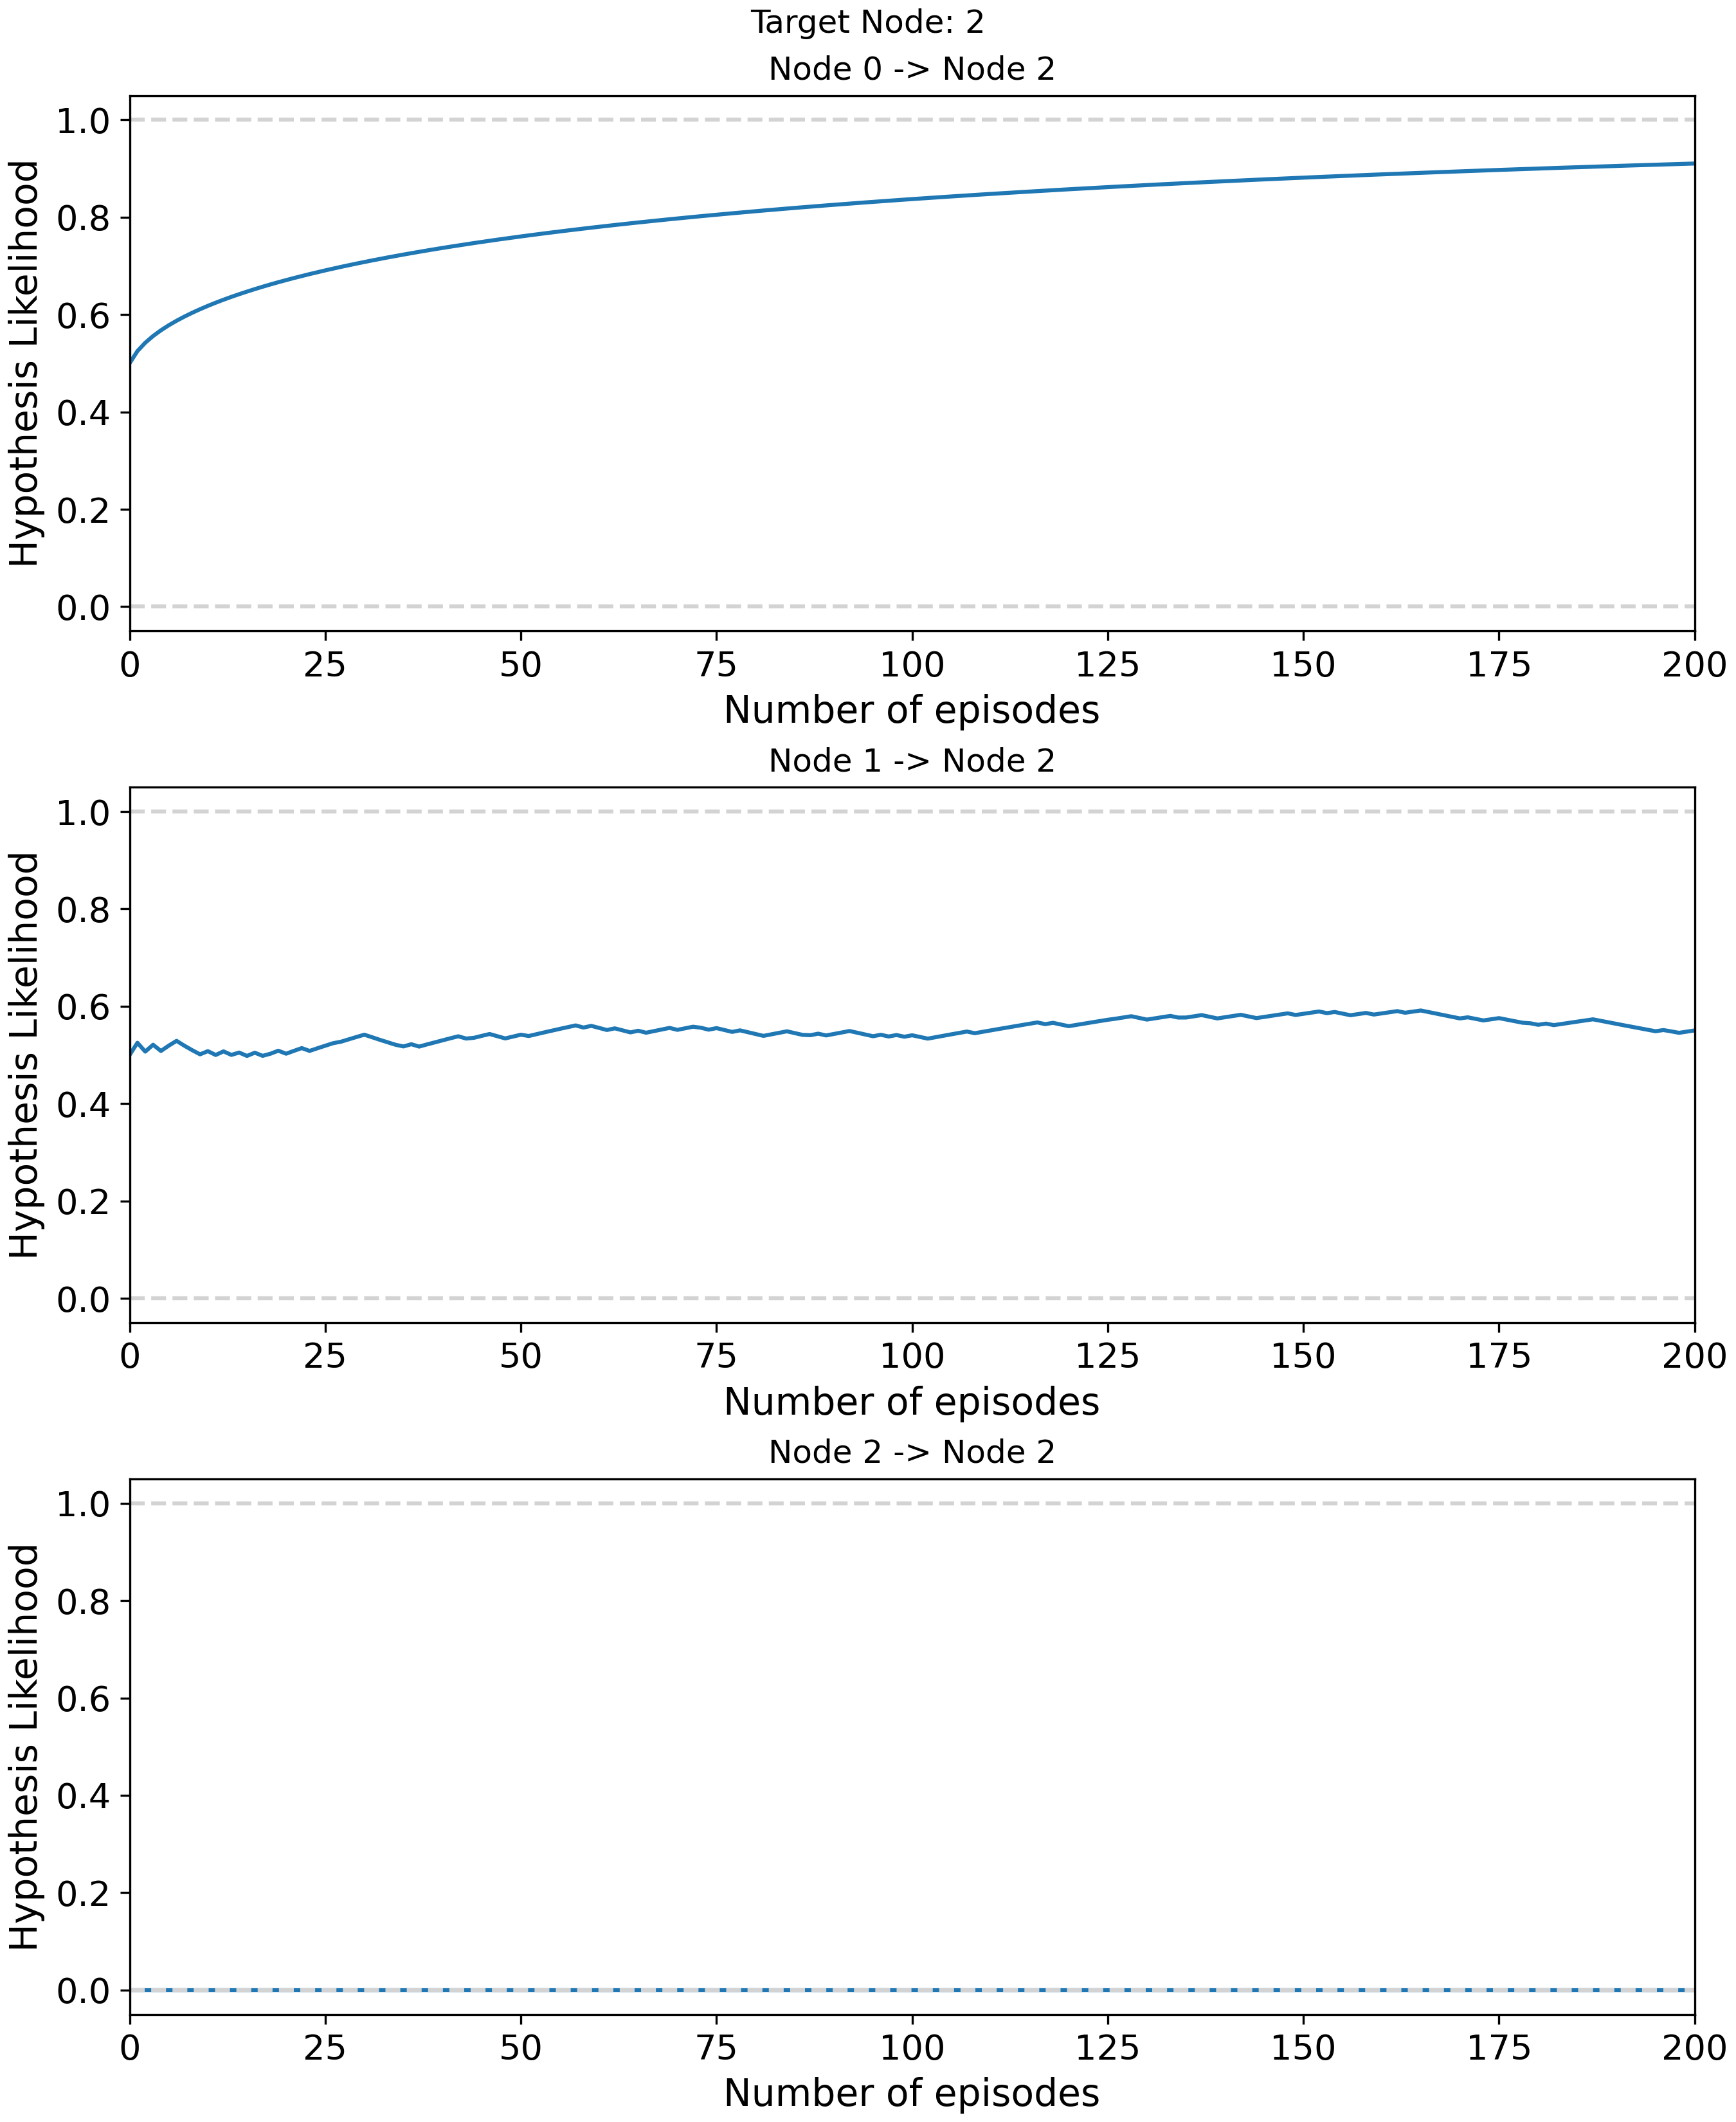 Target Node: 2
Node 0 -> Node 2
Hypothesis Likelihood
1.0
0.8
0.6
0.4
0.2
0.0
0 25 50 75 100 125 150 175 200
Number of episodes
Node 1 -> Node 2
Hypothesis Likelihood
1.0
0.8
0.6
0.4
0.2
0.0
0 25 50 75 100 125 150 175 200
Number of episodes
Node 2 -> Node 2
Hypothesis Likelihood
1.0
0.8
0.6
0.4
0.2
0.0
0 25 50 75 100 125 150 175 200
Number of episodes